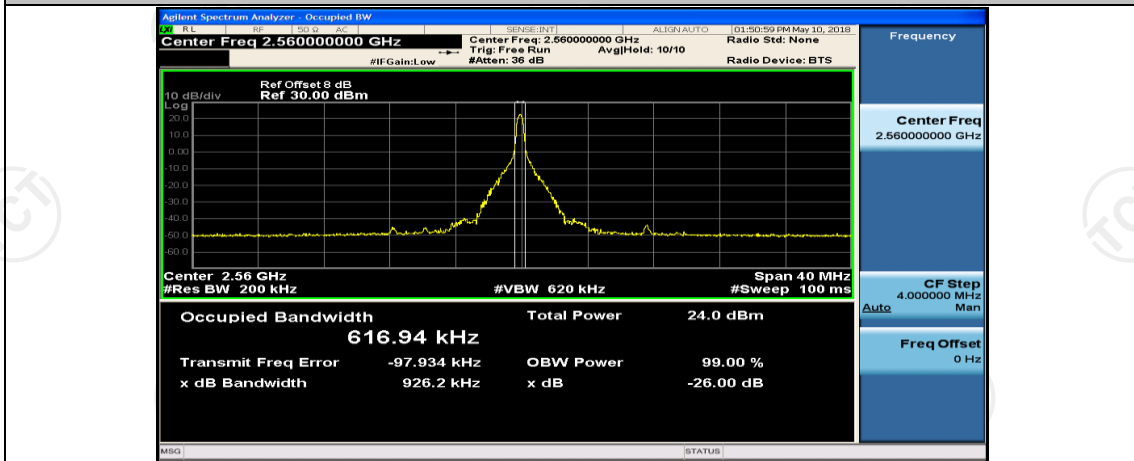 Agilent Spectrum Analyzer - Occupied BW
LXI RL RF 50 Ω AC SENSE:INT ALIGN AUTO 01:50:59 PM May 10, 2018
Center Freq 2.560000000 GHz Center Freq: 2.560000000 GHz Radio Std: None
Trig: Free Run Avg|Hold: 10/10
#IFGain:Low #Atten: 36 dB Radio Device: BTS
Frequency
Ref Offset 8 dB
10 dB/div Ref 30.00 dBm
Log
20.0
10.0
0.00
-10.0
-20.0
-30.0
-40.0
-50.0
-60.0
Center 2.56 GHz Span 40 MHz
#Res BW 200 kHz #VBW 620 kHz #Sweep 100 ms
Center Freq
2.560000000 GHz
CF Step
4.000000 MHz
Auto Man
Freq Offset
0 Hz
Occupied Bandwidth Total Power 24.0 dBm
616.94 kHz
Transmit Freq Error -97.934 kHz OBW Power 99.00 %
x dB Bandwidth 926.2 kHz x dB -26.00 dB
MSG STATUS
TCT